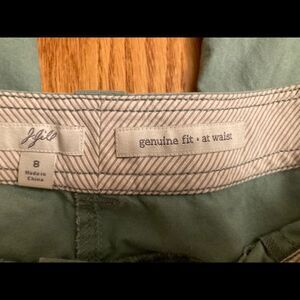 J.Jill
8
Made in
China
genuine fit • at waist